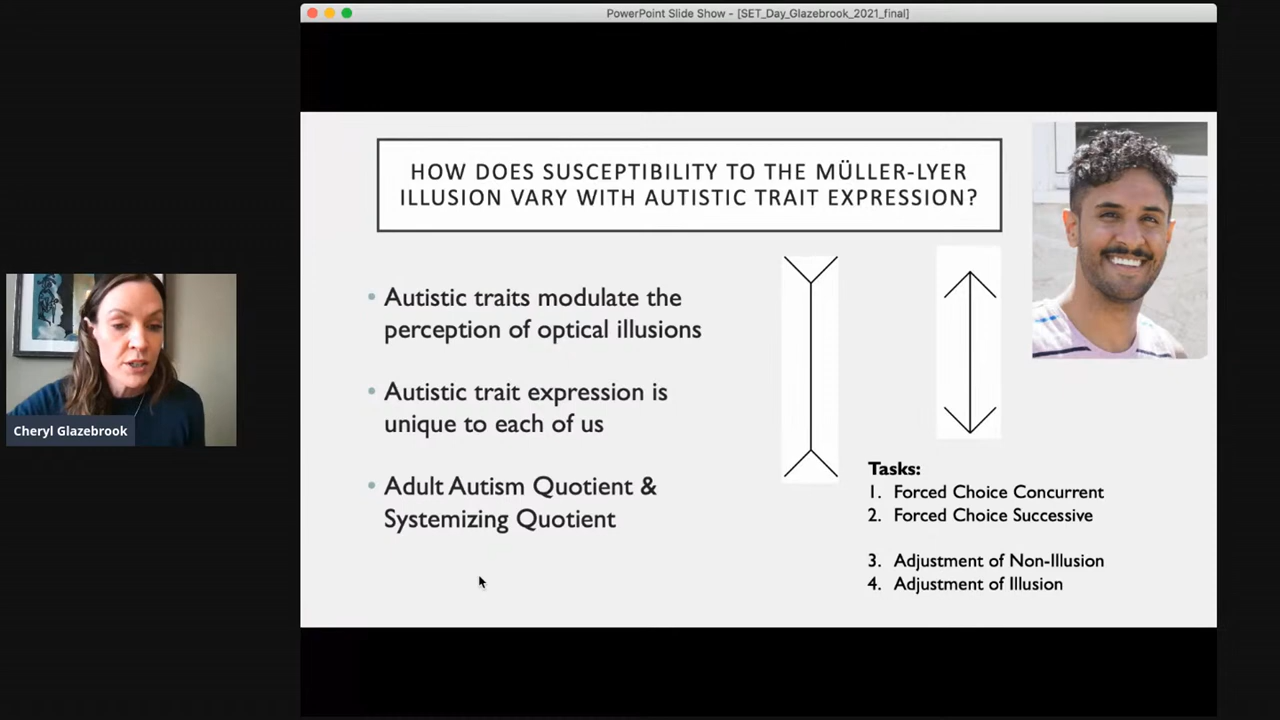 PowerPoint Slide Show - [SET_Day_Glazebrook_2021_final]
HOW DOES SUSCEPTIBILITY TO THE MÜLLER-LYER
ILLUSION VARY WITH AUTISTIC TRAIT EXPRESSION?
• Autistic traits modulate the
perception of optical illusions
• Autistic trait expression is
unique to each of us
• Adult Autism Quotient &
Systemizing Quotient
Tasks:
1. Forced Choice Concurrent
2. Forced Choice Successive
3. Adjustment of Non-Illusion
4. Adjustment of Illusion
Cheryl Glazebrook